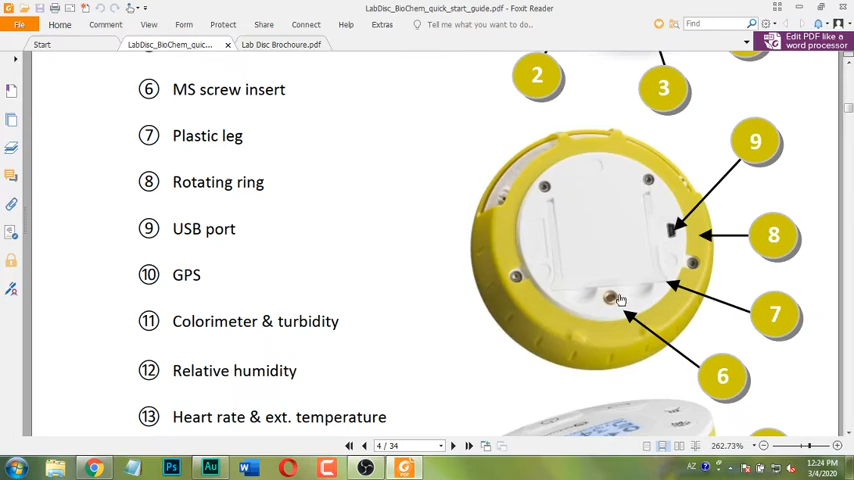 LabDisc_BioChem_quick_start_guide.pdf - Foxit Reader
File Home Comment View Form Protect Share Connect Help Extras Tell me what you want to do... Find
Start LabDisc_BioChem_quic... Lab Disc Brochoure.pdf Edit PDF like a word processor
2
3
⑥ MS screw insert
⑦ Plastic leg
⑧ Rotating ring
⑨ USB port
⑩ GPS
⑪ Colorimeter & turbidity
⑫ Relative humidity
⑬ Heart rate & ext. temperature
9
8
7
6
4 / 34 262.73%
AZ 12:24 PM
3/4/2020